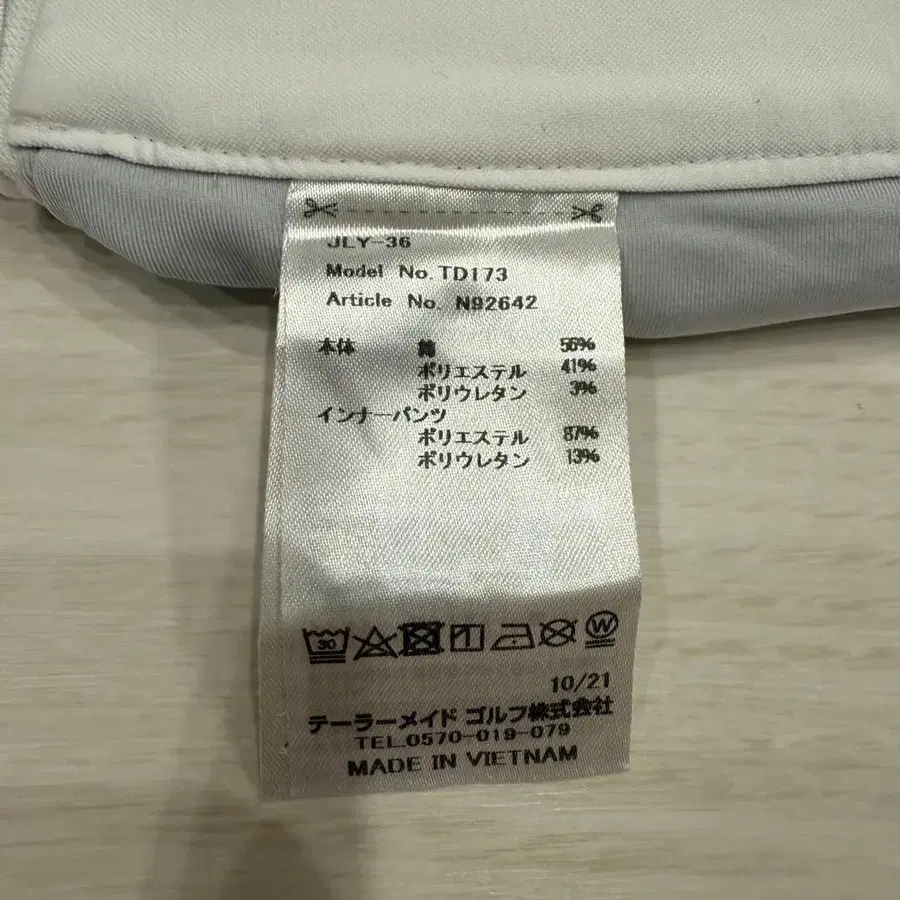 JLY-36
Model No. TD173
Article No. N92642
本体 綿 56%
ポリエステル 41%
ポリウレタン 3%
インナーパンツ
ポリエステル 87%
ポリウレタン 13%
30
W
10/21
テーラーメイド ゴルフ株式会社
TEL.0570-019-079
MADE IN VIETNAM